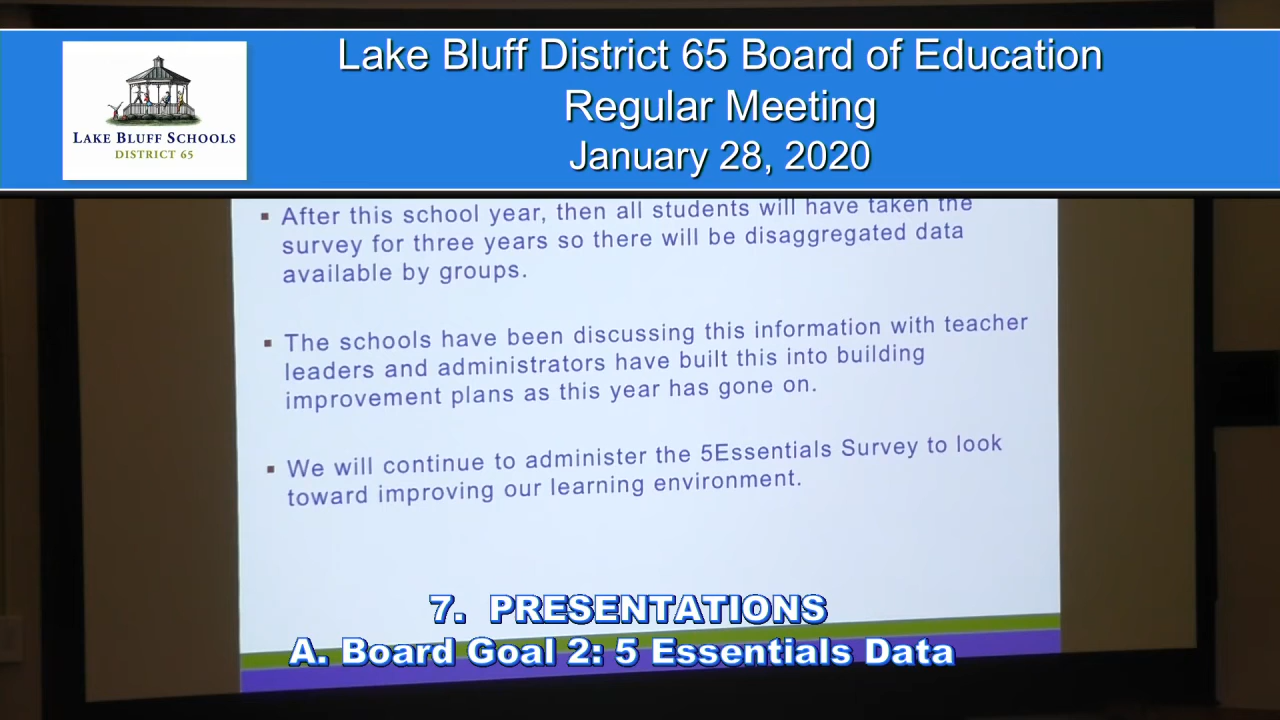 Lake Bluff District 65 Board of Education
Regular Meeting
January 28, 2020
LAKE BLUFF SCHOOLS
DISTRICT 65
▪ After this school year, then all students will have taken the
survey for three years so there will be disaggregated data
available by groups.
▪ The schools have been discussing this information with teacher
leaders and administrators have built this into building
improvement plans as this year has gone on.
▪ We will continue to administer the 5Essentials Survey to look
toward improving our learning environment.
7. PRESENTATIONS
A. Board Goal 2: 5 Essentials Data